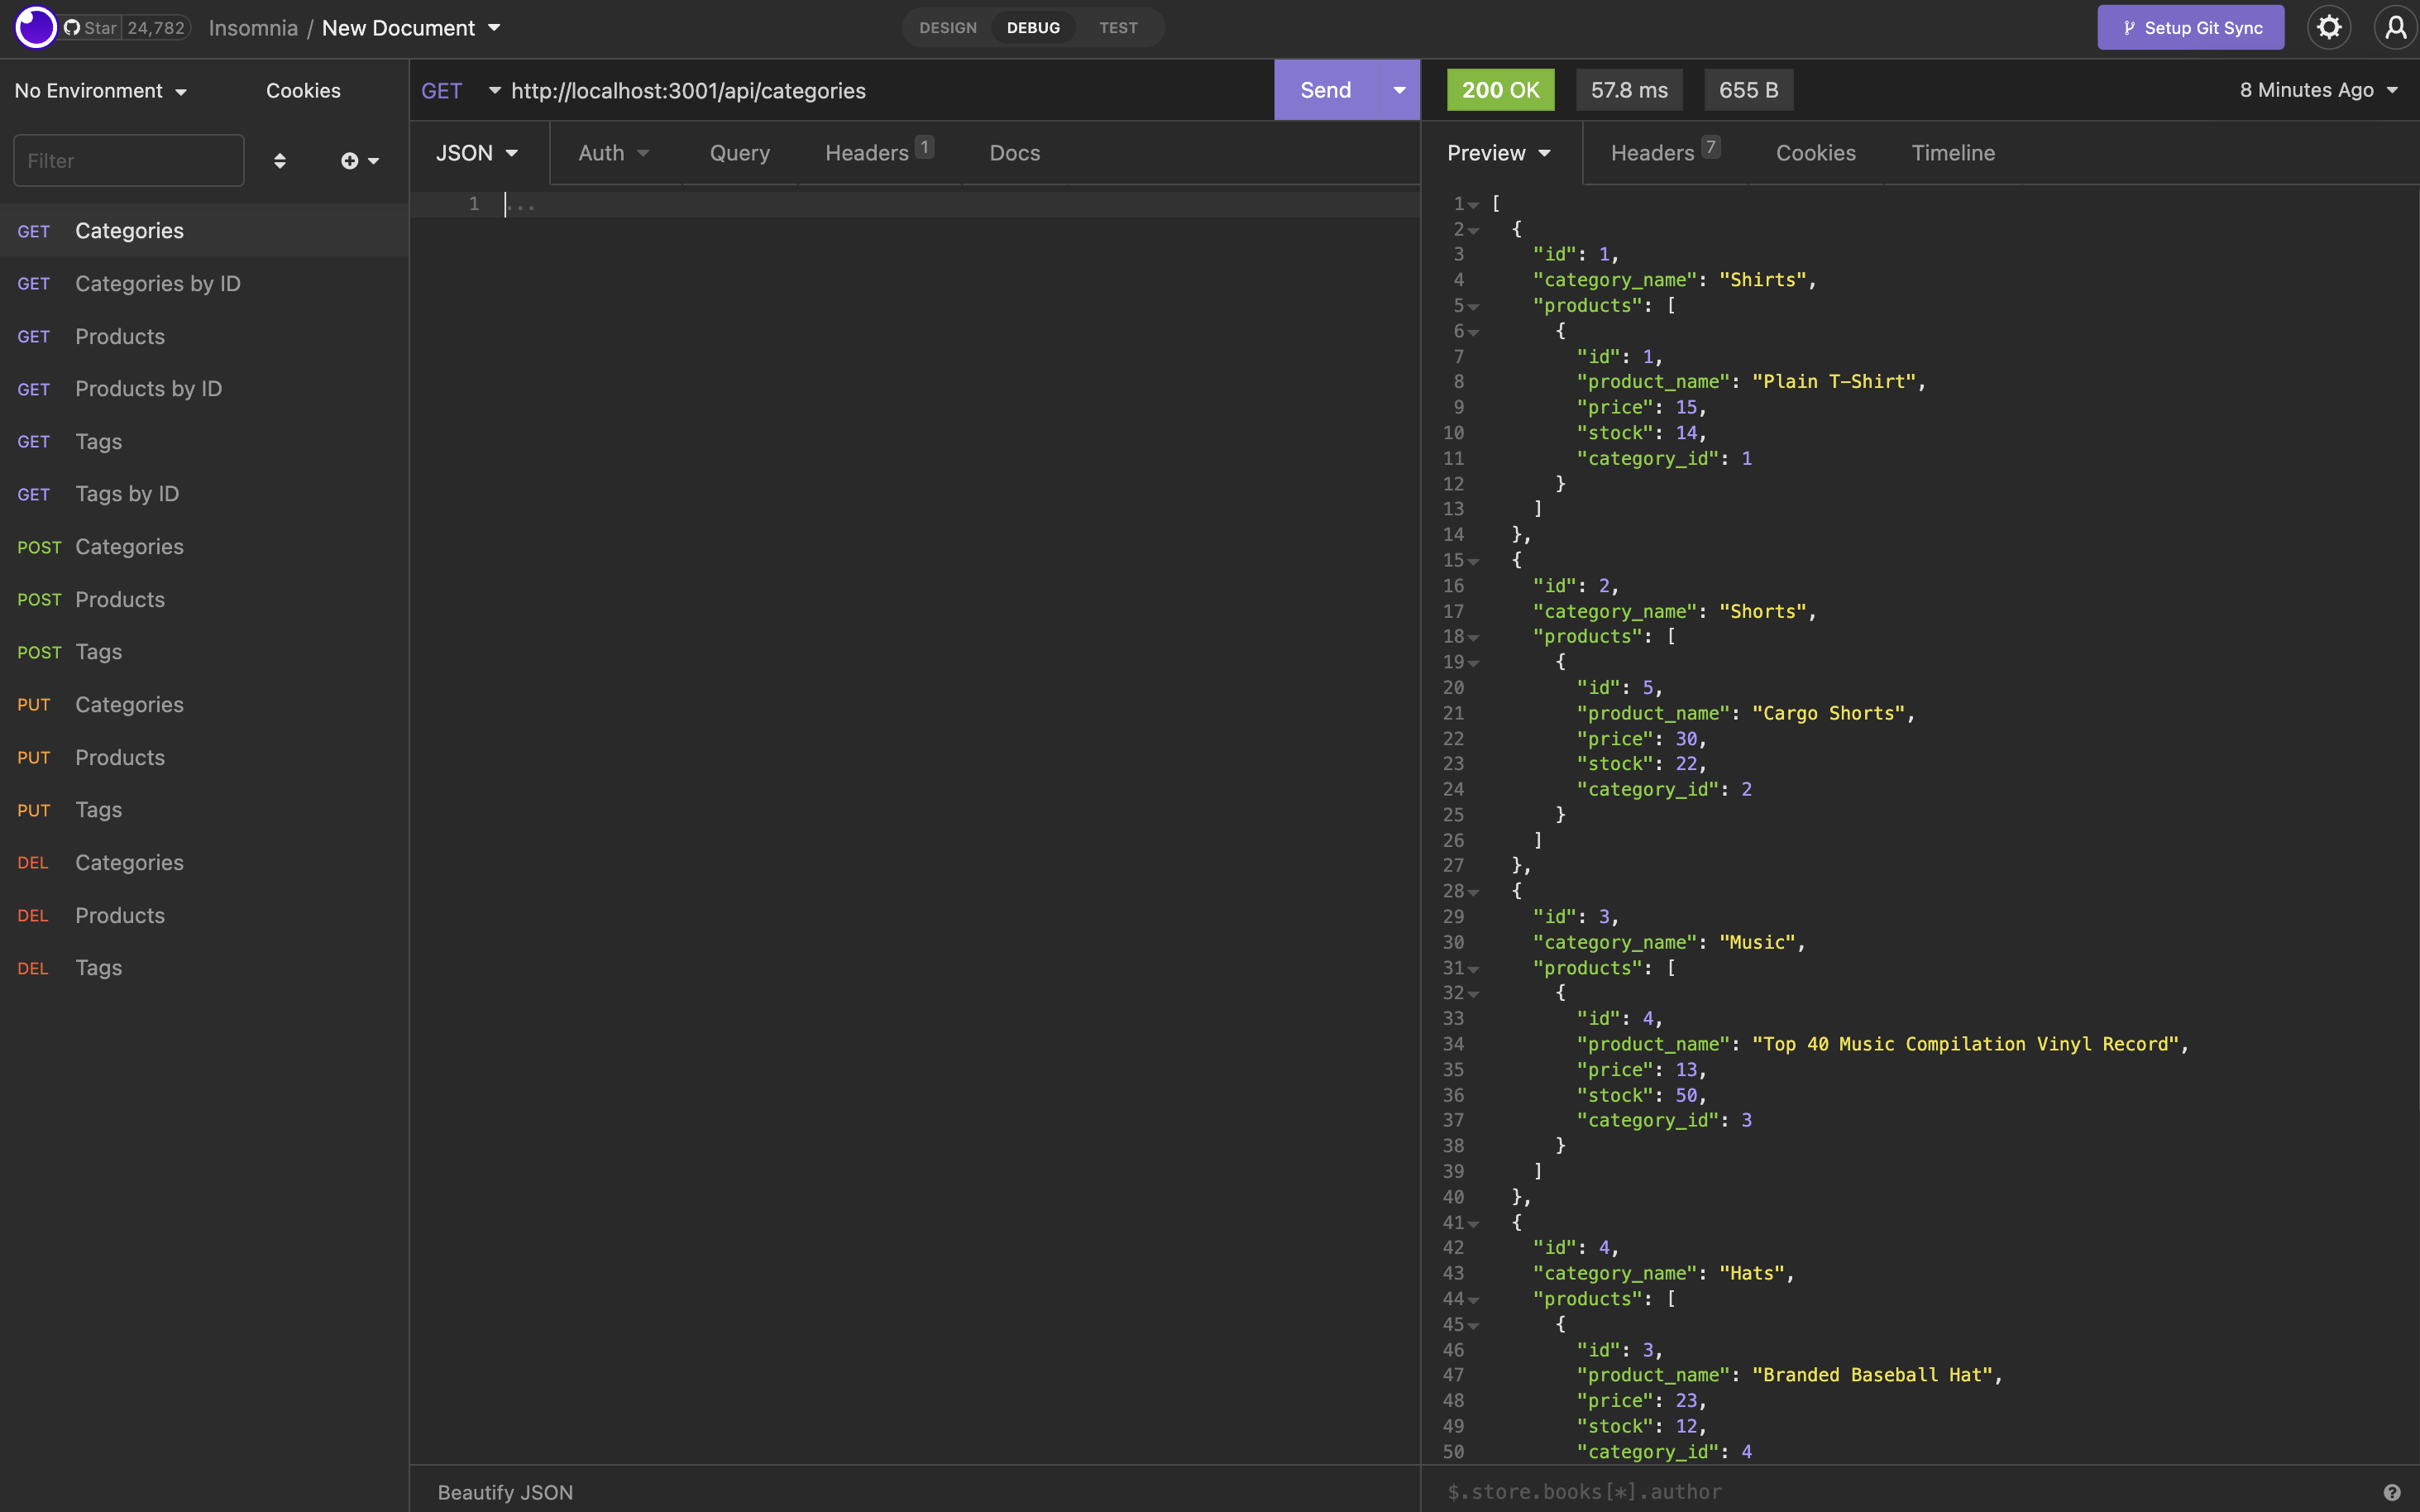 Star 24,782 Insomnia / New Document DESIGN DEBUG TEST Setup Git Sync
No Environment Cookies
Filter
GET Categories
GET Categories by ID
GET Products
GET Products by ID
GET Tags
GET Tags by ID
POST Categories
POST Products
POST Tags
PUT Categories
PUT Products
PUT Tags
DEL Categories
DEL Products
DEL Tags
GET http://localhost:3001/api/categories Send
JSON Auth Query Headers 1 Docs
1 ...
Beautify JSON
200 OK 57.8 ms 655 B 8 Minutes Ago
Preview Headers 7 Cookies Timeline
1 [
2 {
3 "id": 1,
4 "category_name": "Shirts",
5 "products": [
6 {
7 "id": 1,
8 "product_name": "Plain T-Shirt",
9 "price": 15,
10 "stock": 14,
11 "category_id": 1
12 }
13 ]
14 },
15 {
16 "id": 2,
17 "category_name": "Shorts",
18 "products": [
19 {
20 "id": 5,
21 "product_name": "Cargo Shorts",
22 "price": 30,
23 "stock": 22,
24 "category_id": 2
25 }
26 ]
27 },
28 {
29 "id": 3,
30 "category_name": "Music",
31 "products": [
32 {
33 "id": 4,
34 "product_name": "Top 40 Music Compilation Vinyl Record",
35 "price": 13,
36 "stock": 50,
37 "category_id": 3
38 }
39 ]
40 },
41 {
42 "id": 4,
43 "category_name": "Hats",
44 "products": [
45 {
46 "id": 3,
47 "product_name": "Branded Baseball Hat",
48 "price": 23,
49 "stock": 12,
50 "category_id": 4
$.store.books[*].author